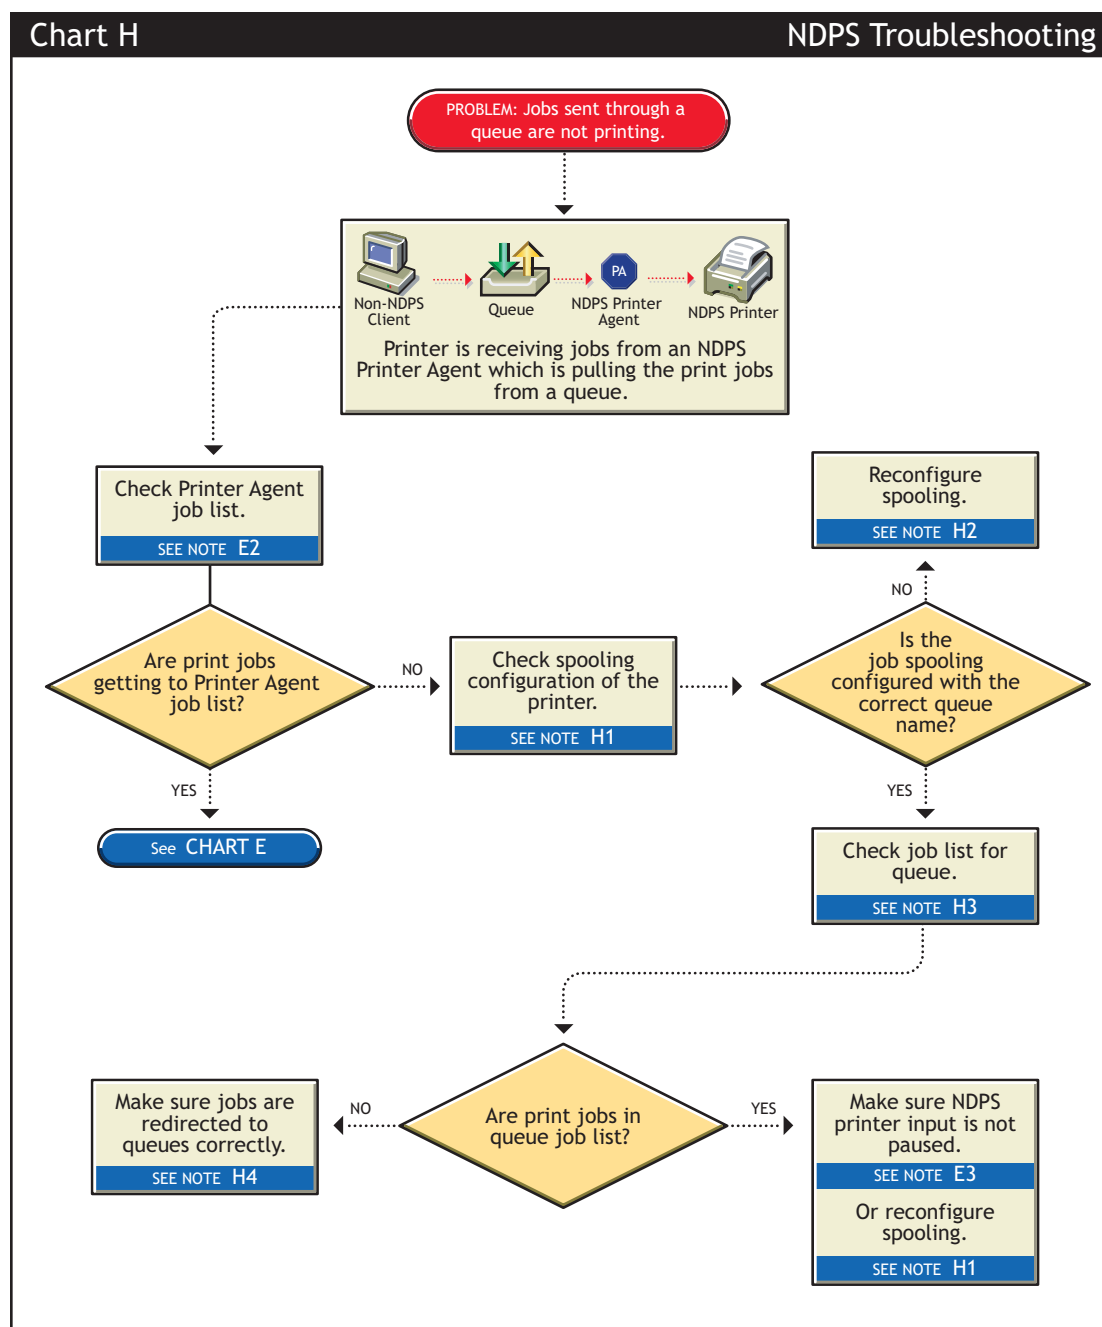 Chart H
NDPS Troubleshooting
PROBLEM: Jobs sent through a
queue are not printing.
Non-NDPS
Client
Queue
PA
NDPS Printer
Agent
NDPS Printer
Printer is receiving jobs from an NDPS
Printer Agent which is pulling the print jobs
from a queue.
Check Printer Agent
job list.
SEE NOTE E2
Reconfigure
spooling.
SEE NOTE H2
NO
Are print jobs
getting to Printer Agent
job list?
NO
Check spooling
configuration of the
printer.
SEE NOTE H1
Is the
job spooling
configured with the
correct queue
name?
YES
See CHART E
YES
Check job list for
queue.
SEE NOTE H3
Make sure jobs are
redirected to
queues correctly.
SEE NOTE H4
NO
Are print jobs in
queue job list?
YES
Make sure NDPS
printer input is not
paused.
SEE NOTE E3
Or reconfigure
spooling.
SEE NOTE H1